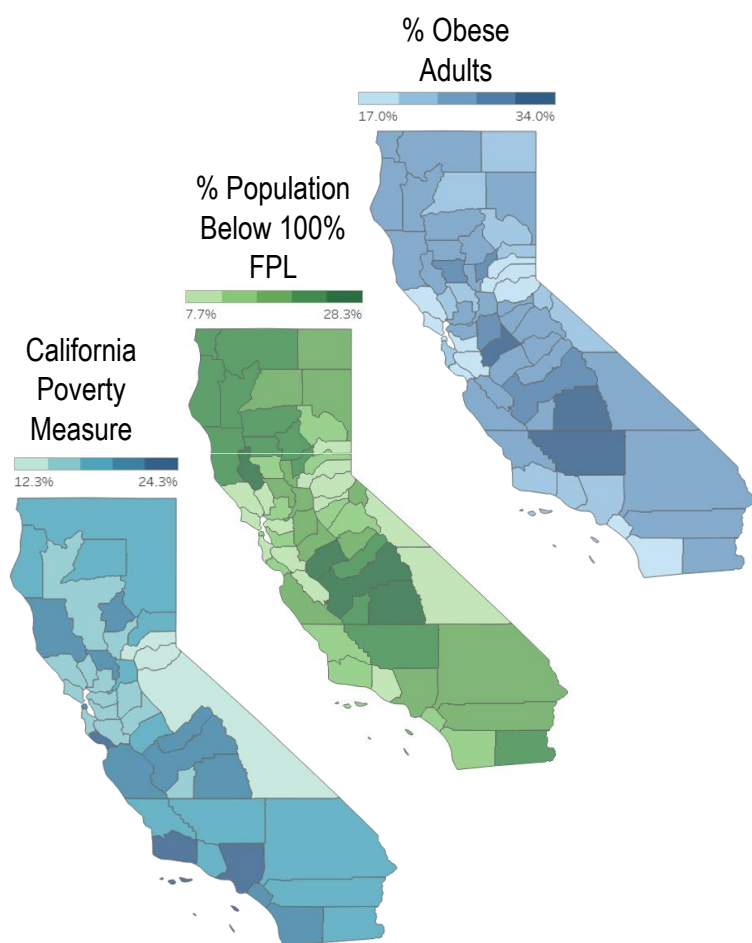 % Obese
Adults
17.0% 34.0%
% Population
Below 100%
FPL
7.7% 28.3%
California
Poverty
Measure
12.3% 24.3%